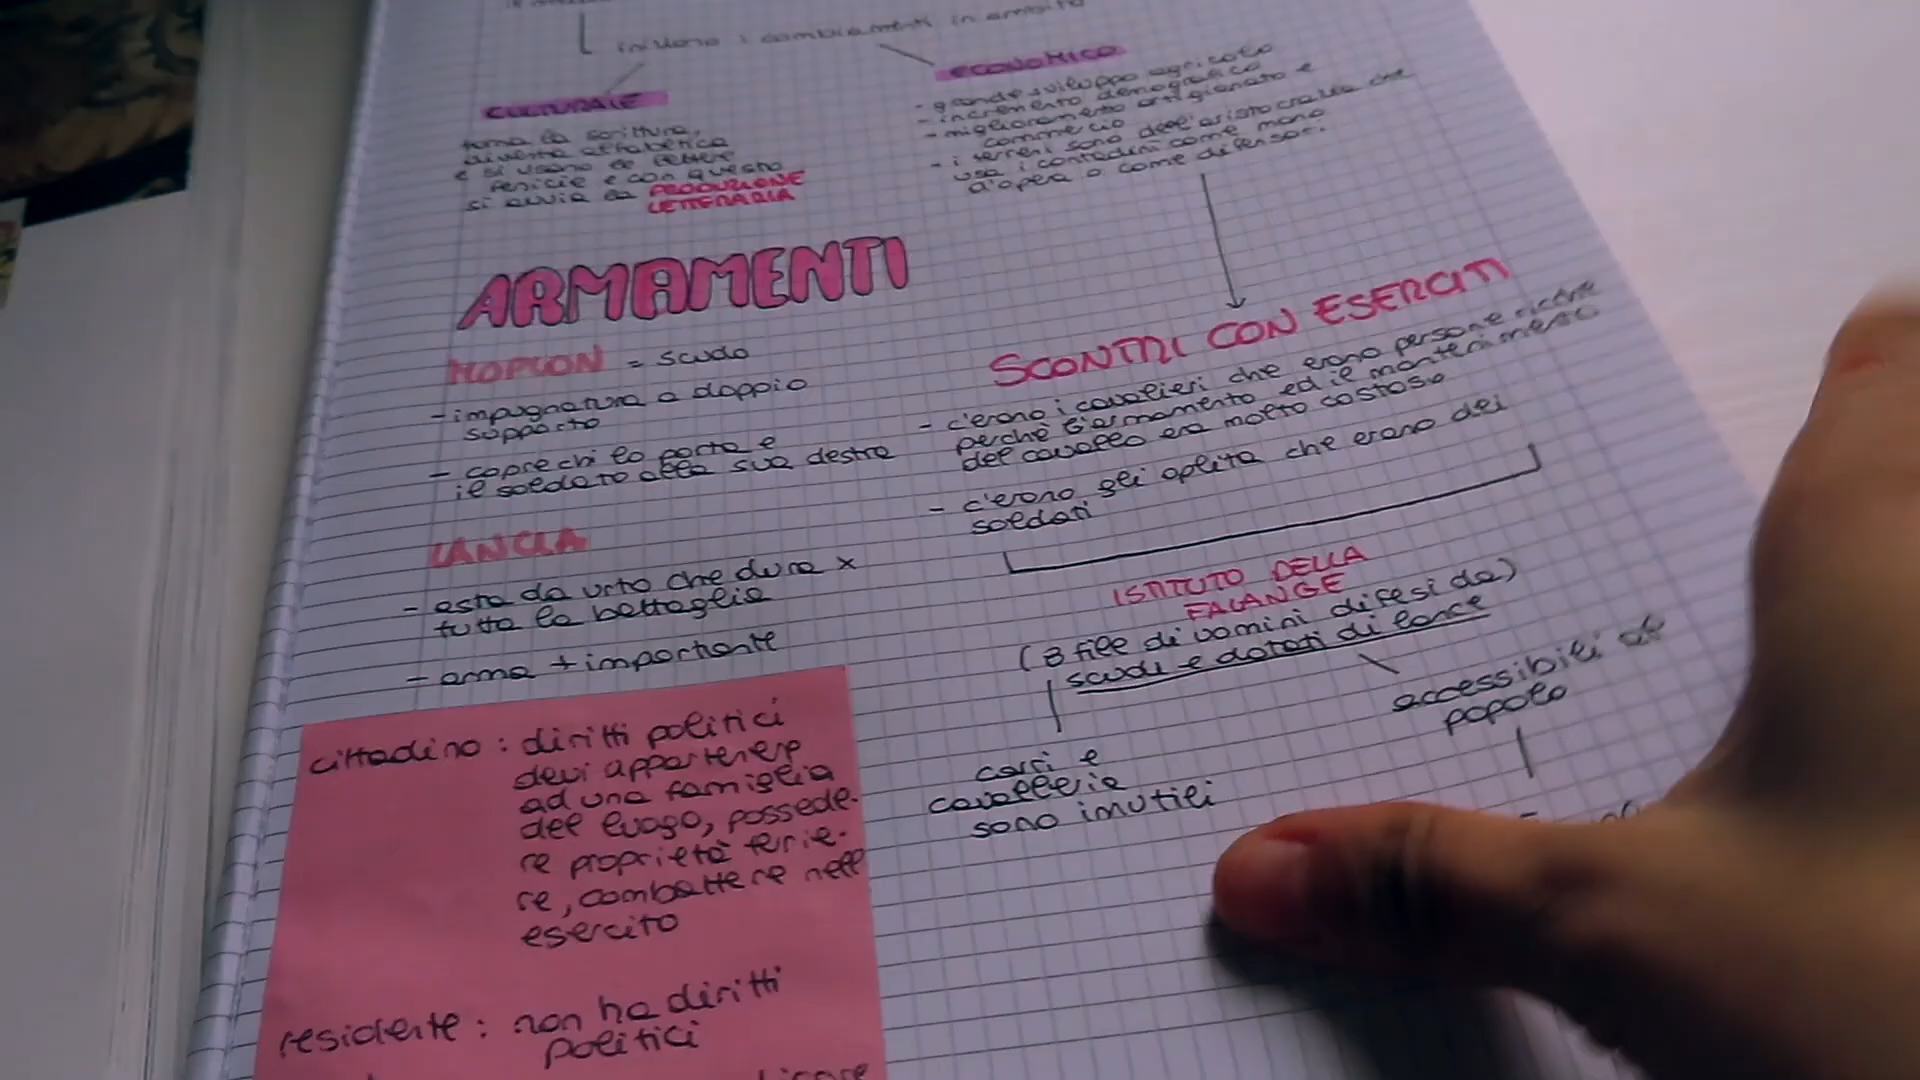 iniziano i cambiamenti in ambito
CULTURALE
torna la scrittura,
diventa alfabetica
e si usano le lettere
fenicie e con questo
si avvia la PRODUZIONE
LETTERARIA
ECONOMICO
- grande sviluppo agricolo
- incremento demografico
- miglioramento artigianato e
commercio
- i terreni sono dell'aristocrazia che
usa i contadini come mano
d'opera o come difensori
ARMAMENTI
HOPLON = scudo
- impugnatura a doppio
supporto
- copre chi lo porta e
il soldato alla sua destra
LANCIA
- asta da urto che dura x
tutta la battaglia
- arma + importante
SCONTRI CON ESERCITI
- c'erano i cavalieri che erano persone ricche
perchè l'armamento ed il mantenimento
del cavallo era molto costoso
- c'erano gli oplita che erano dei
soldati
ISTITUTO DELLA
FALANGE
(8 file di uomini difesi da)
scudi e dotati di lance
carri e
cavalleria
sono inutili
accessibili al
popolo
cittadino : diritti politici
devi appartenere
ad una famiglia
del luogo, possede-
re proprietà terrie-
re, combattere nell
esercito
residente : non ha diritti
politici